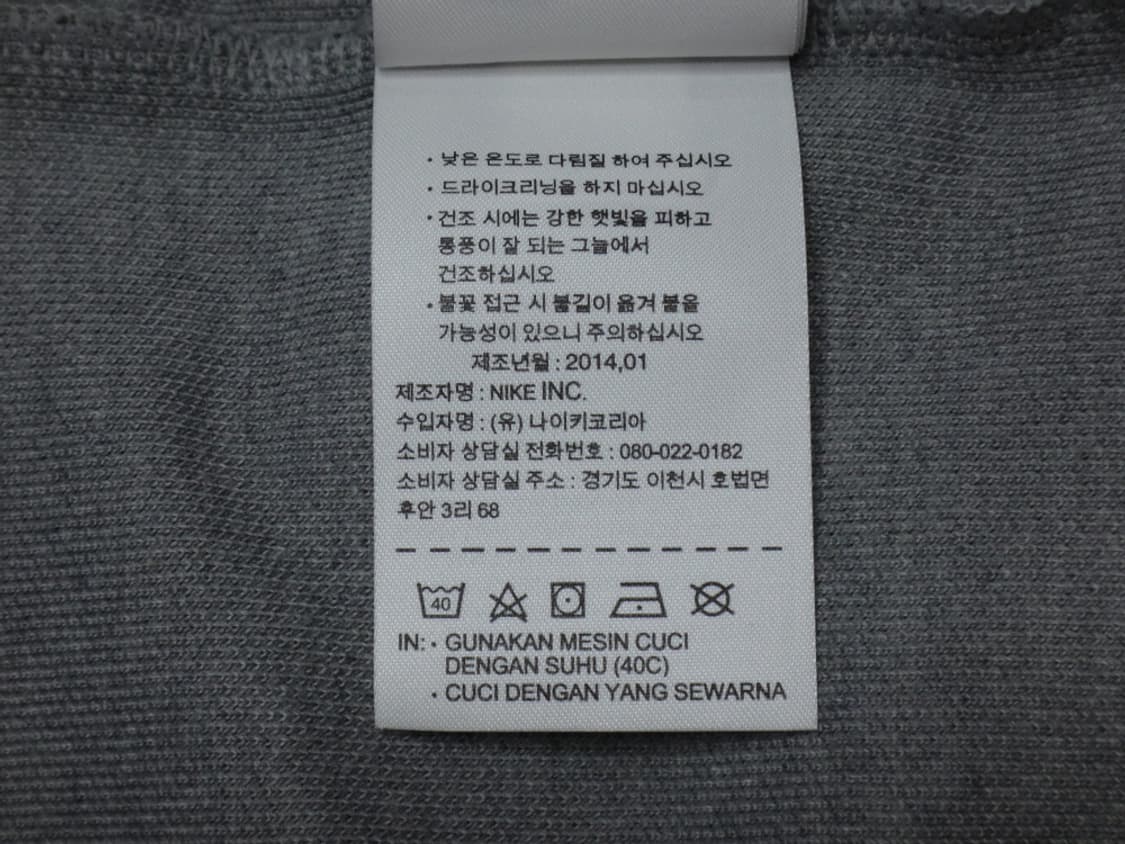 · 낮은 온도로 다림질 하여 주십시오
· 드라이크리닝을 하지 마십시오
· 건조 시에는 강한 햇빛을 피하고
통풍이 잘 되는 그늘에서
건조하십시오
· 불꽃 접근 시 불길이 옮겨 붙을
가능성이 있으니 주의하십시오
제조년월 : 2014,01
제조자명 : NIKE INC.
수입자명 : (유) 나이키코리아
소비자 상담실 전화번호 : 080-022-0182
소비자 상담실 주소 : 경기도 이천시 호법면
후안 3리 68
40
IN: · GUNAKAN MESIN CUCI
DENGAN SUHU (40C)
· CUCI DENGAN YANG SEWARNA